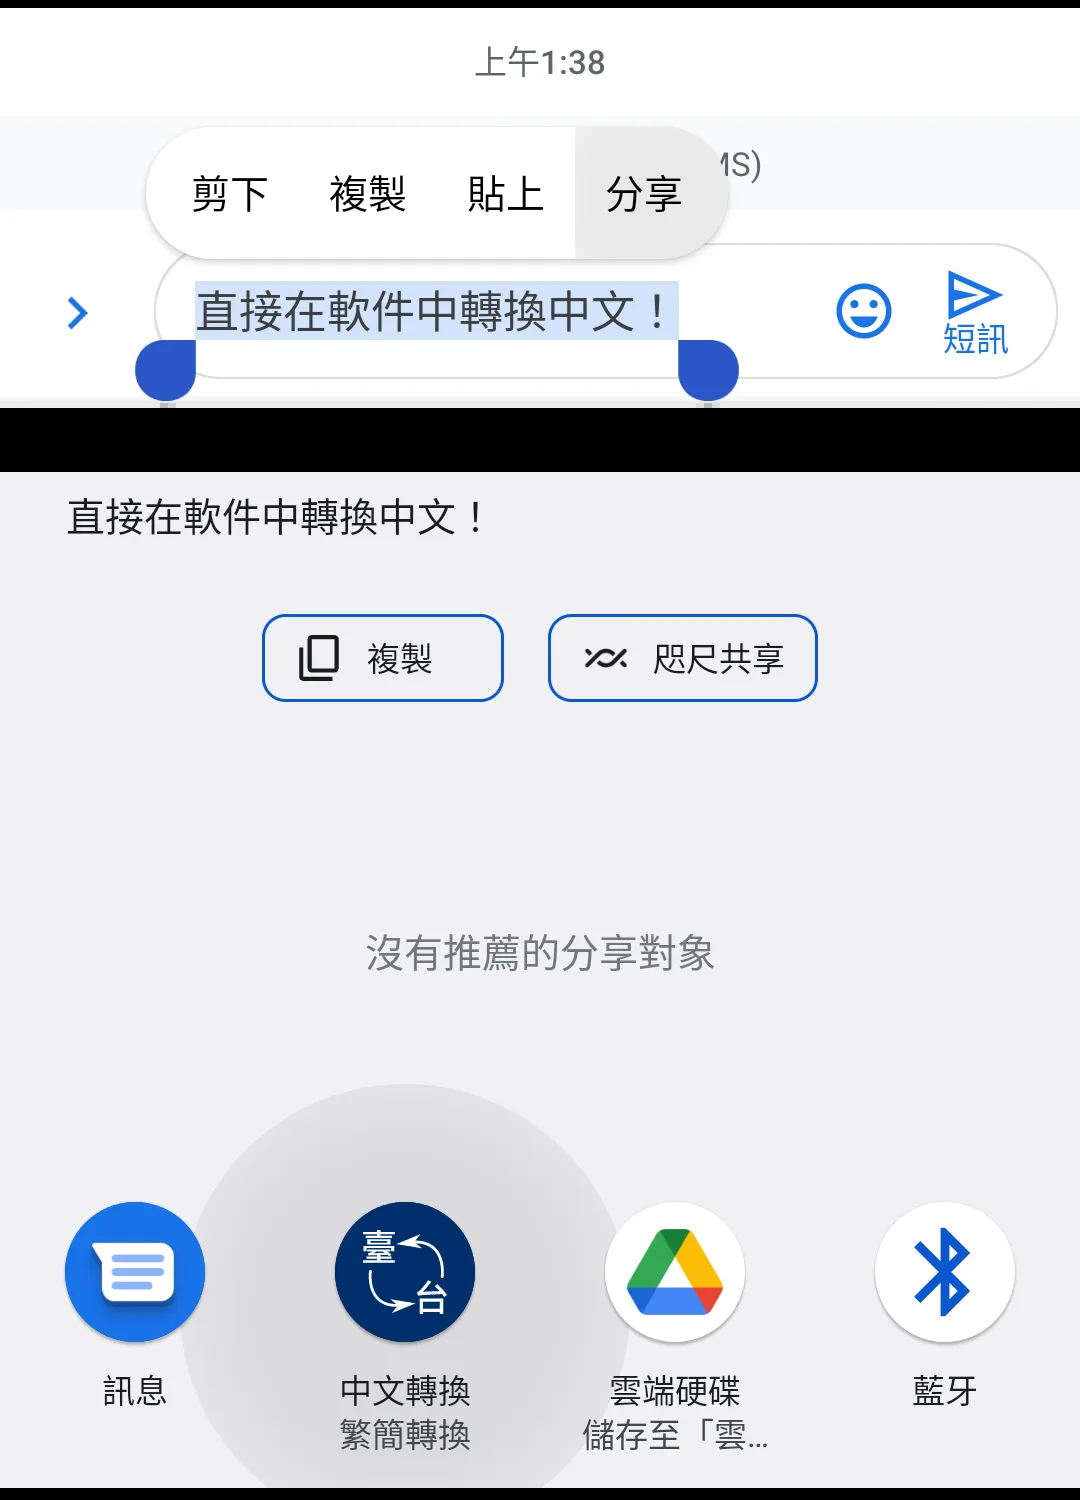 上午1:38
MS)
剪下 複製 貼上 分享
直接在軟件中轉換中文！
短訊
直接在軟件中轉換中文！
複製 咫尺共享
沒有推薦的分享對象
臺
台
訊息 中文轉換 雲端硬碟 藍牙
繁簡轉換 儲存至「雲...